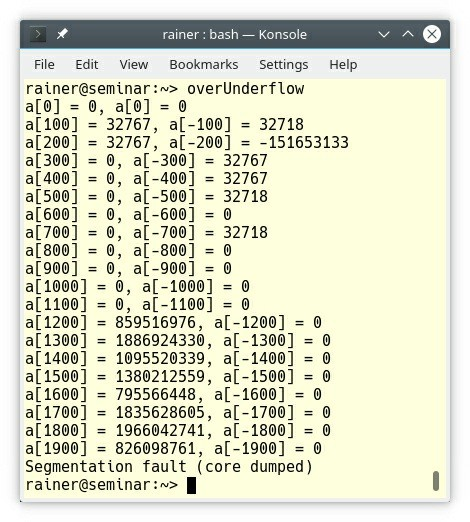 rainer : bash — Konsole
File Edit View Bookmarks Settings Help
rainer@seminar:~> overUnderflow
a[0] = 0, a[0] = 0
a[100] = 32767, a[-100] = 32718
a[200] = 32767, a[-200] = -151653133
a[300] = 0, a[-300] = 32767
a[400] = 0, a[-400] = 32767
a[500] = 0, a[-500] = 32718
a[600] = 0, a[-600] = 0
a[700] = 0, a[-700] = 32718
a[800] = 0, a[-800] = 0
a[900] = 0, a[-900] = 0
a[1000] = 0, a[-1000] = 0
a[1100] = 0, a[-1100] = 0
a[1200] = 859516976, a[-1200] = 0
a[1300] = 1886924330, a[-1300] = 0
a[1400] = 1095520339, a[-1400] = 0
a[1500] = 1380212559, a[-1500] = 0
a[1600] = 795566448, a[-1600] = 0
a[1700] = 1835628605, a[-1700] = 0
a[1800] = 1966042741, a[-1800] = 0
a[1900] = 826098761, a[-1900] = 0
Segmentation fault (core dumped)
rainer@seminar:~>